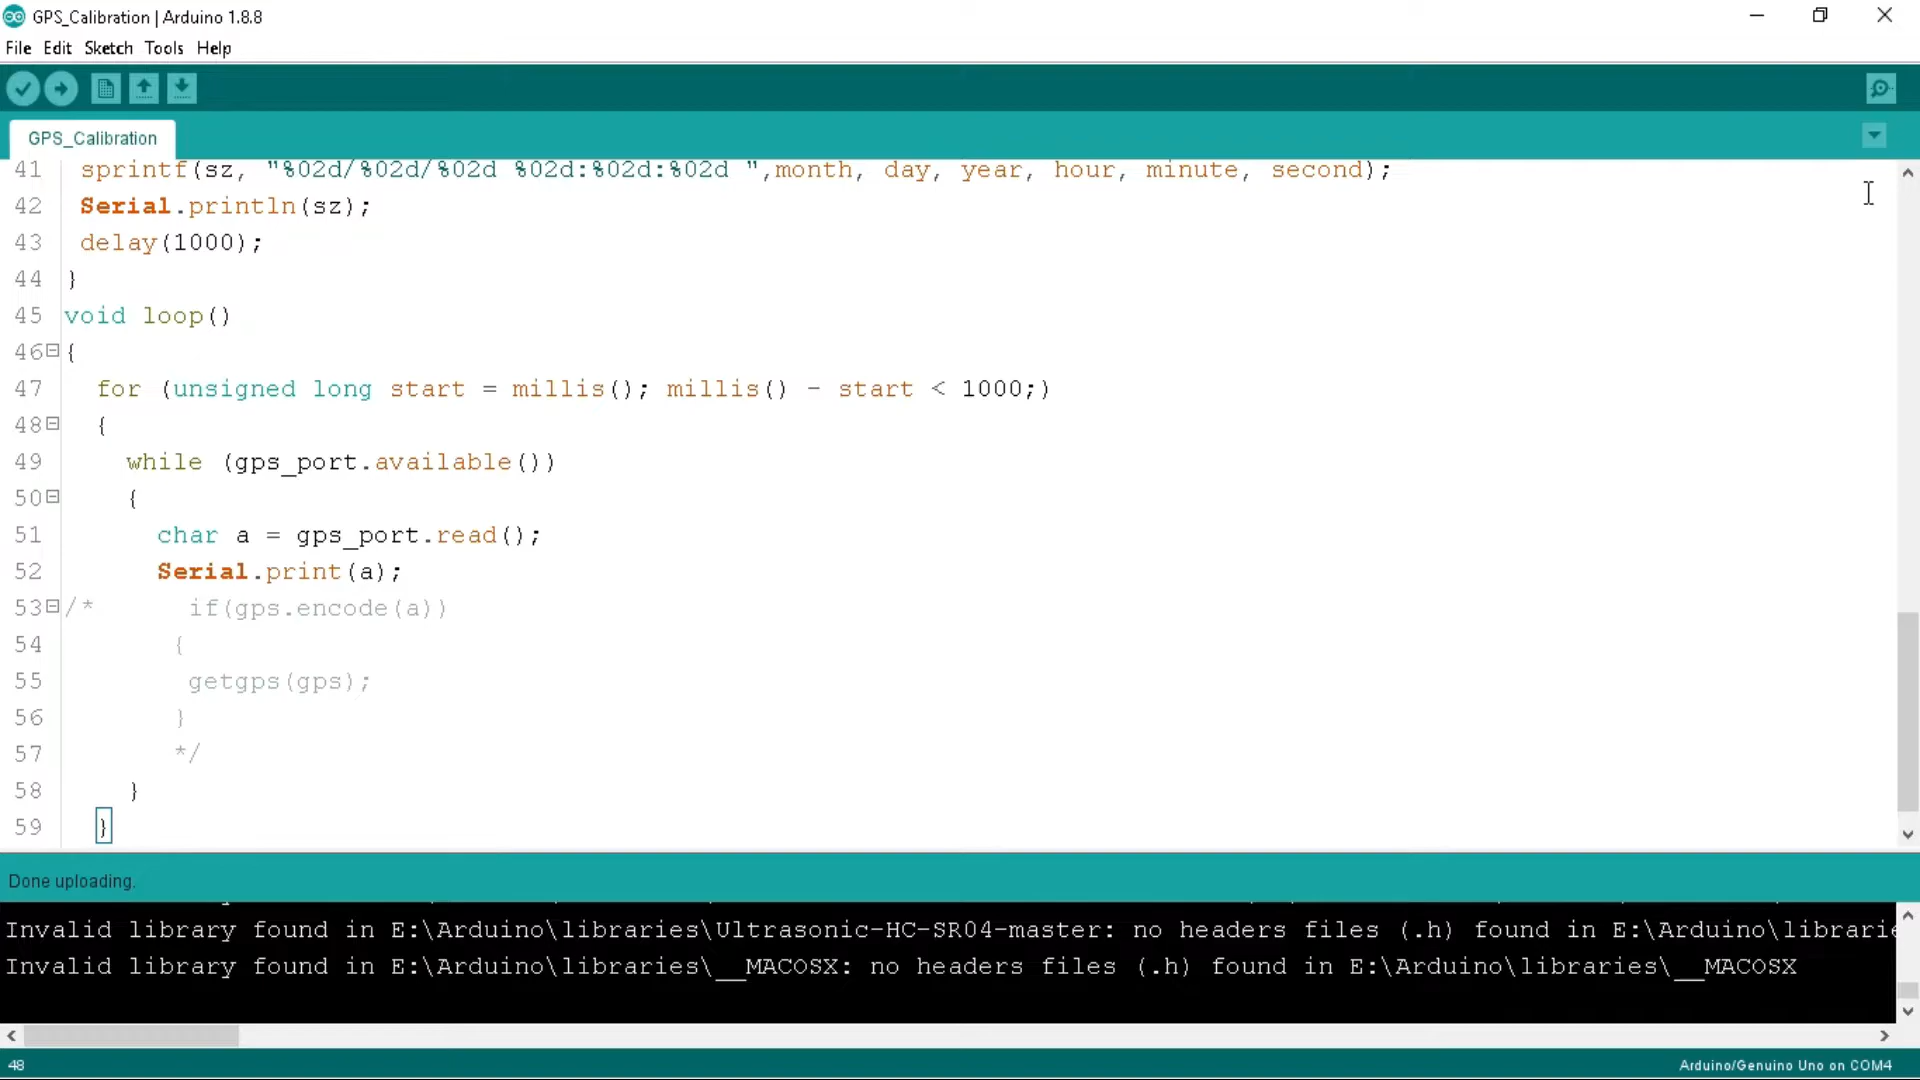 GPS_Calibration | Arduino 1.8.8
File Edit Sketch Tools Help
GPS_Calibration
41 sprintf(sz, "%02d/%02d/%02d %02d:%02d:%02d ",month, day, year, hour, minute, second);
42 Serial.println(sz);
43 delay(1000);
44 }
45 void loop()
46 {
47 for (unsigned long start = millis(); millis() - start < 1000;)
48 {
49 while (gps_port.available())
50 {
51 char a = gps_port.read();
52 Serial.print(a);
53 /* if(gps.encode(a))
54 {
55 getgps(gps);
56 }
57 */
58 }
59 }
Done uploading.
Invalid library found in E:\Arduino\libraries\Ultrasonic-HC-SR04-master: no headers files (.h) found in E:\Arduino\librarie
Invalid library found in E:\Arduino\libraries\__MACOSX: no headers files (.h) found in E:\Arduino\libraries\__MACOSX
48
Arduino/Genuino Uno on COM4